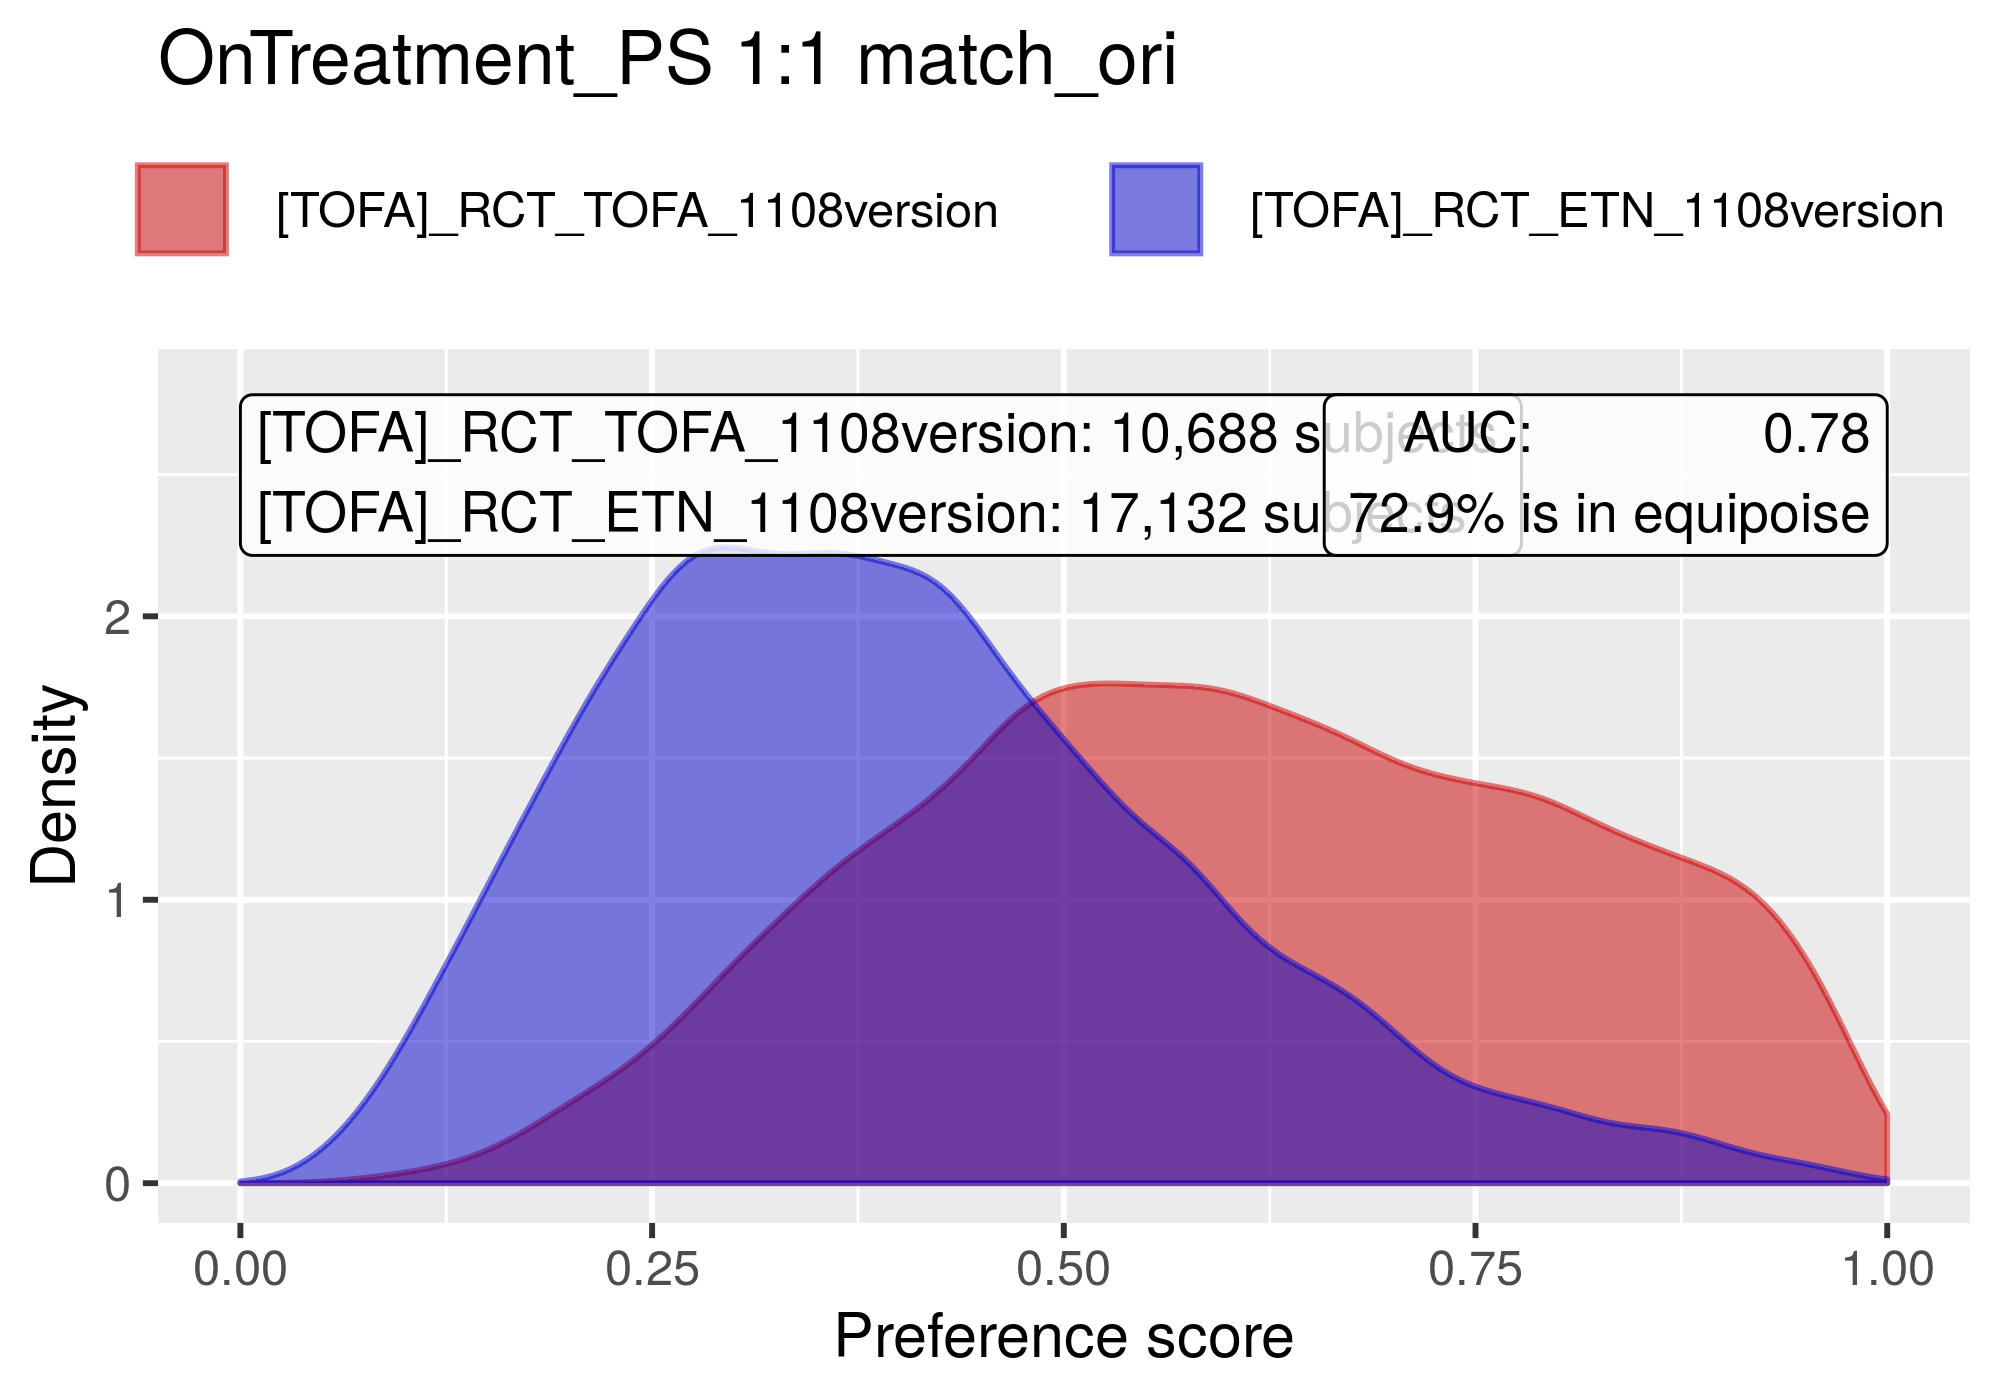 OnTreatment_PS 1:1 match_ori
[TOFA]_RCT_TOFA_1108version
[TOFA]_RCT_ETN_1108version
[TOFA]_RCT_TOFA_1108version: 10,688 subjects
AUC: 0.78
[TOFA]_RCT_ETN_1108version: 17,132 subjects
72.9% is in equipoise
Density
2
1
0
0.00 0.25 0.50 0.75 1.00
Preference score